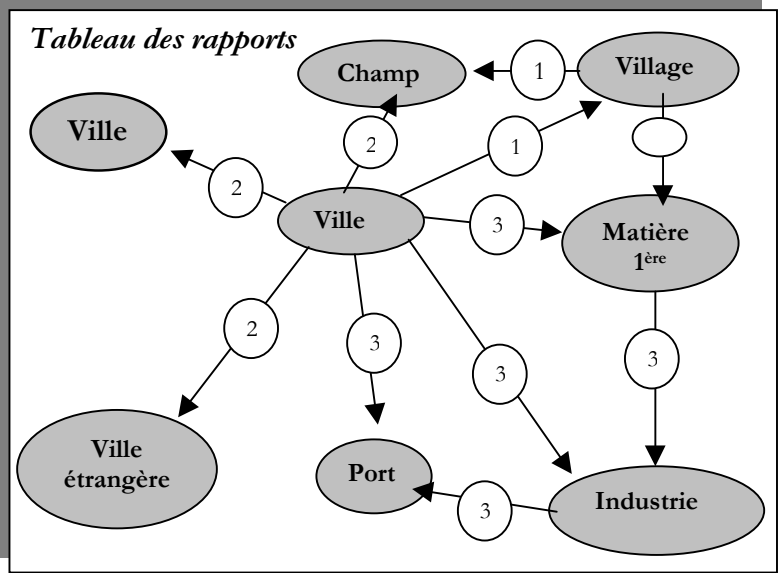 Tableau des rapports
Champ
1
Village
Ville
2
2
1
Ville
3
Matière
1ère
2
3
3
3
Ville
étrangère
Port
3
Industrie